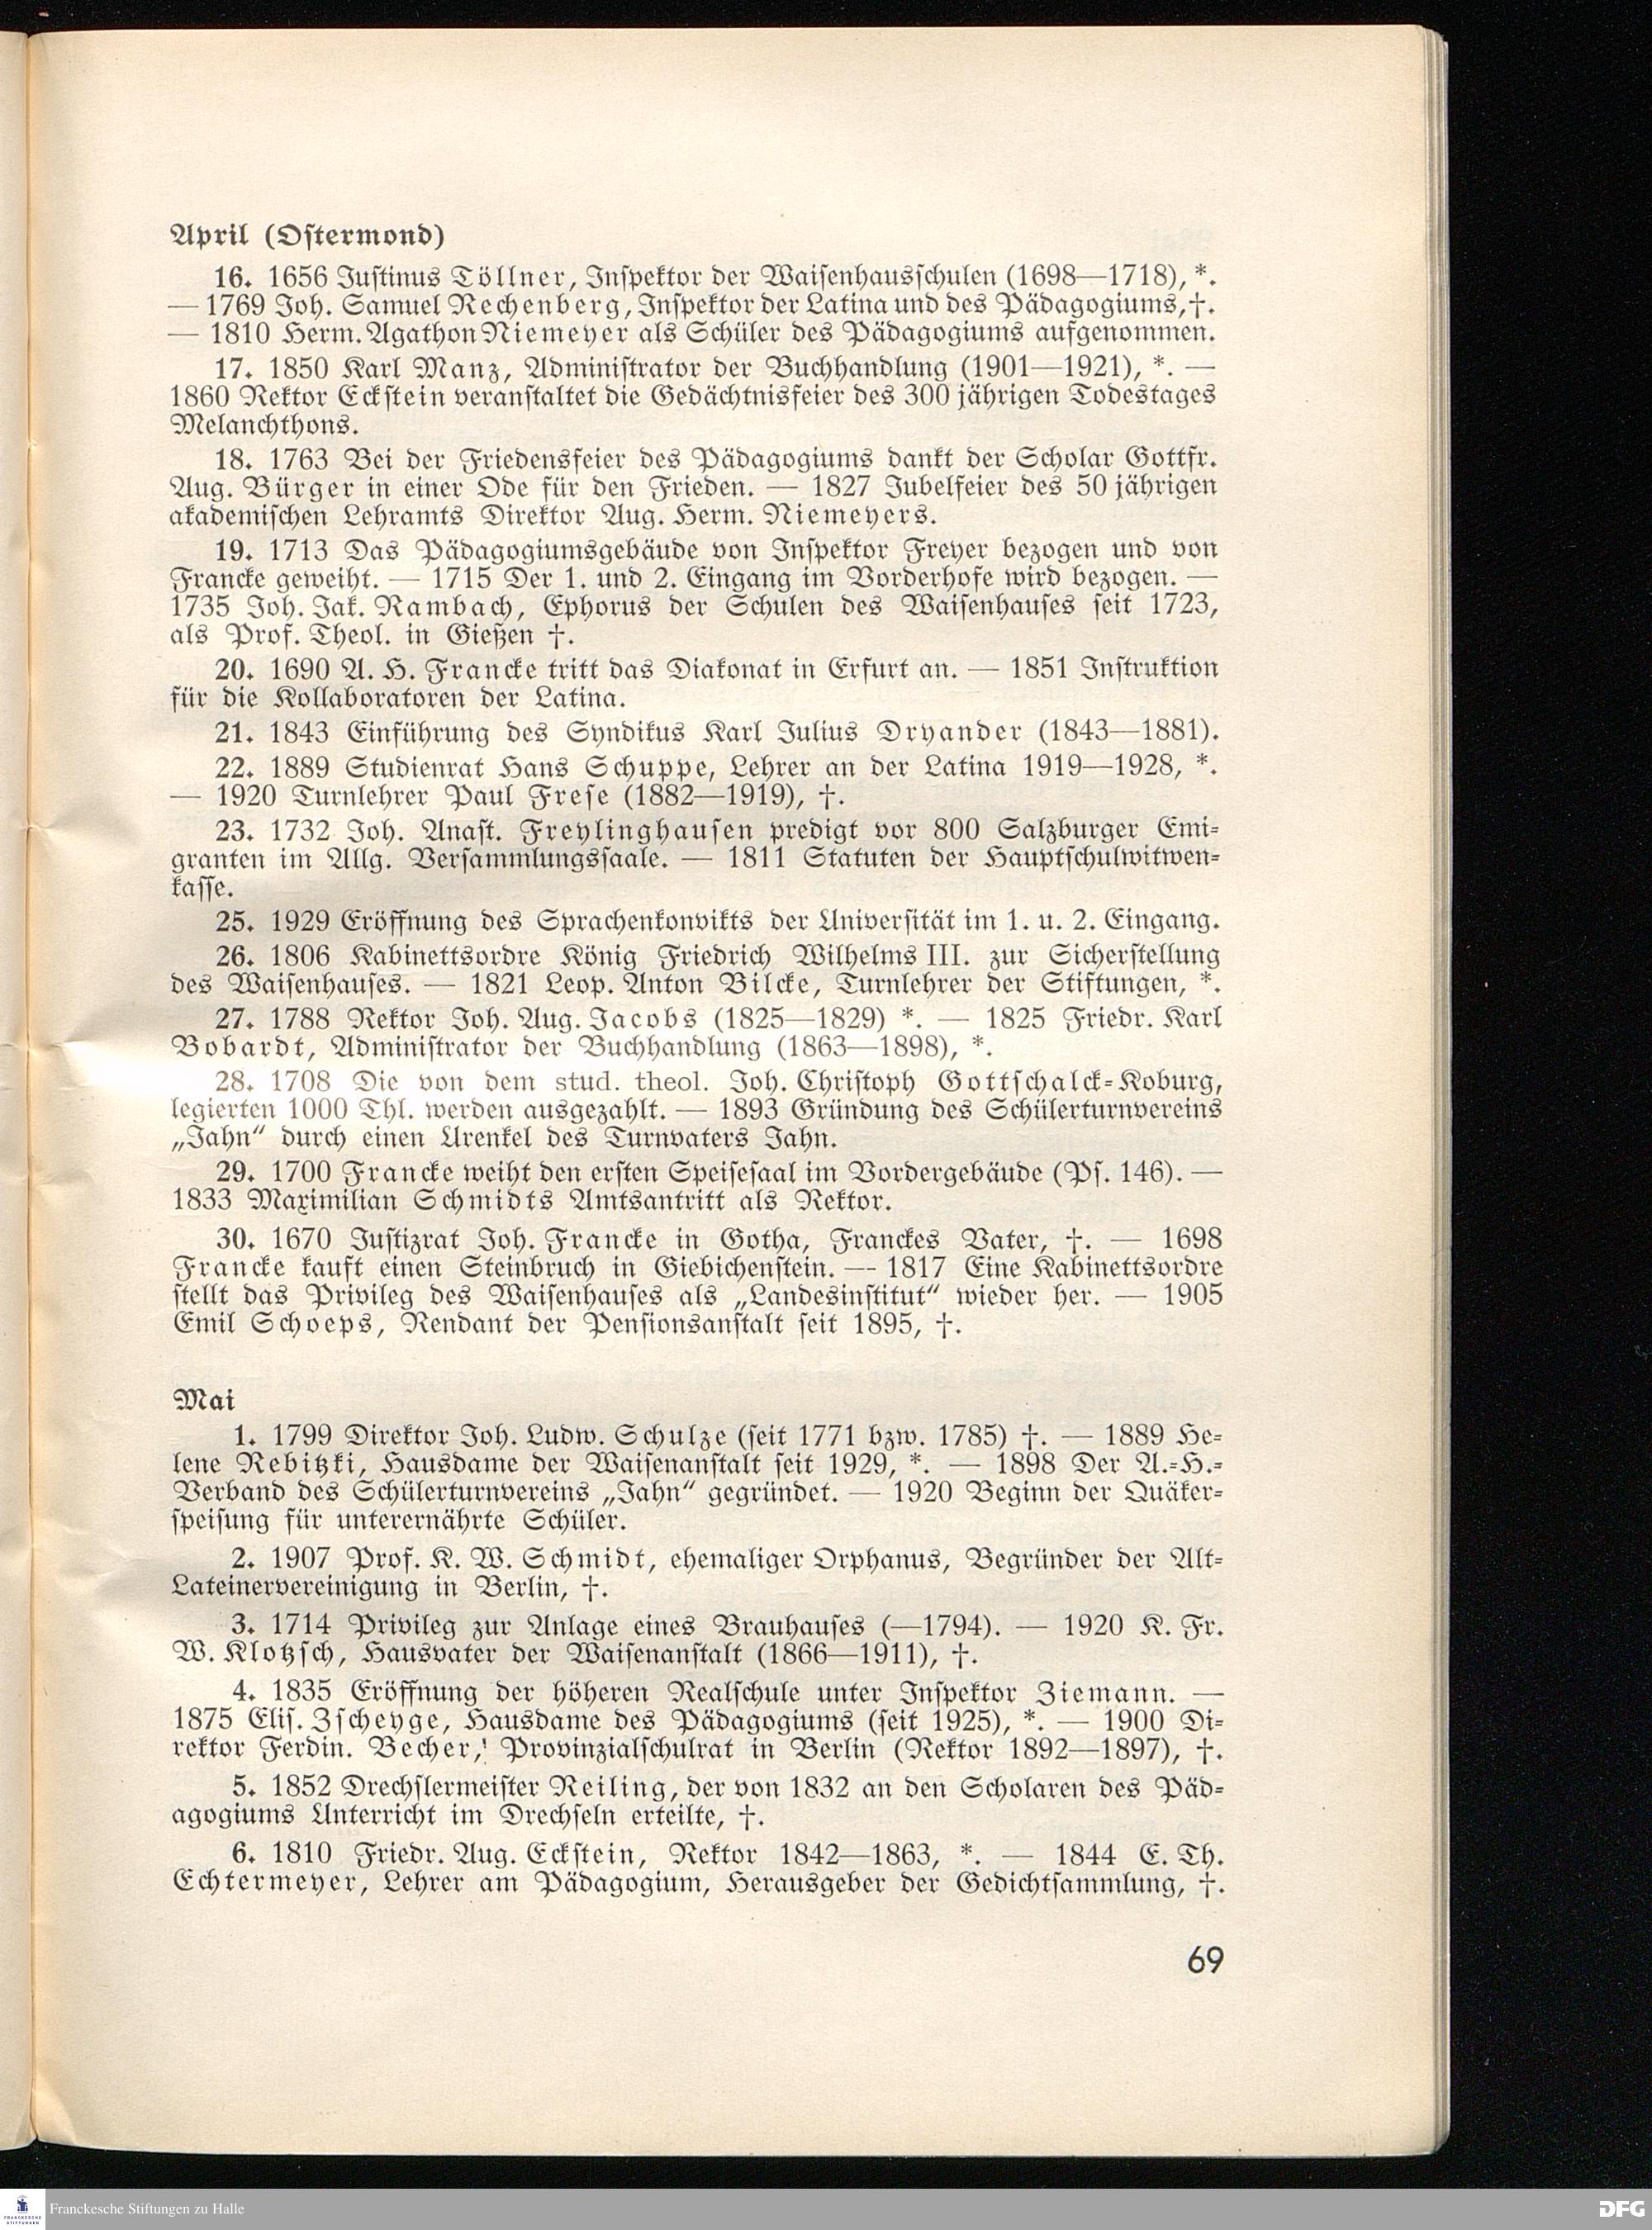 April (Ostermond)
16. 1656 Justinus Töllner, Inspektor der Waisenhausschulen (1698—1718), *.
— 1769 Joh. Samuel Rechenberg, Inspektor der Latina und des Pädagogiums, †.
— 1810 Herm. Agathon Niemeyer als Schüler des Pädagogiums aufgenommen.
17. 1850 Karl Manz, Administrator der Buchhandlung (1901—1921), *. —
1860 Rektor Eckstein veranstaltet die Gedächtnisfeier des 300 jährigen Todestages
Melanchthons.
18. 1763 Bei der Friedensfeier des Pädagogiums dankt der Scholar Gottfr.
Aug. Bürger in einer Ode für den Frieden. — 1827 Jubelfeier des 50 jährigen
akademischen Lehramts Direktor Aug. Herm. Niemeyers.
19. 1713 Das Pädagogiumsgebäude von Inspektor Freyer bezogen und von
Francke geweiht. — 1715 Der 1. und 2. Eingang im Vorderhofe wird bezogen. —
1735 Joh. Jak. Rambach, Ephorus der Schulen des Waisenhauses seit 1723,
als Prof. Theol. in Gießen †.
20. 1690 A. H. Francke tritt das Diakonat in Erfurt an. — 1851 Instruktion
für die Kollaboratoren der Latina.
21. 1843 Einführung des Syndikus Karl Julius Dryander (1843—1881).
22. 1889 Studienrat Hans Schuppe, Lehrer an der Latina 1919—1928, *.
— 1920 Turnlehrer Paul Frese (1882—1919), †.
23. 1732 Joh. Anast. Freylinghausen predigt vor 800 Salzburger Emi-
granten im Allg. Versammlungssaale. — 1811 Statuten der Hauptschulwitwen-
kasse.
25. 1929 Eröffnung des Sprachenkonvikts der Universität im 1. u. 2. Eingang.
26. 1806 Kabinettsordre König Friedrich Wilhelms III. zur Sicherstellung
des Waisenhauses. — 1821 Leop. Anton Bilcke, Turnlehrer der Stiftungen, *.
27. 1788 Rektor Joh. Aug. Jacobs (1825—1829) *. — 1825 Friedr. Karl
Bobardt, Administrator der Buchhandlung (1863—1898), *.
28. 1708 Die von dem stud. theol. Joh. Christoph Gottschalck-Koburg,
legierten 1000 Thl. werden ausgezahlt. — 1893 Gründung des Schülerturnvereins
„Jahn“ durch einen Urenkel des Turnvaters Jahn.
29. 1700 Francke weiht den ersten Speisesaal im Vordergebäude (Ps. 146). —
1833 Maximilian Schmidts Amtsantritt als Rektor.
30. 1670 Justizrat Joh. Francke in Gotha, Franckes Vater, †. — 1698
Francke kauft einen Steinbruch in Giebichenstein. — 1817 Eine Kabinettsordre
stellt das Privileg des Waisenhauses als „Landesinstitut“ wieder her. — 1905
Emil Schoeps, Rendant der Pensionsanstalt seit 1895, †.
Mai
1. 1799 Direktor Joh. Ludw. Schulze (seit 1771 bzw. 1785) †. — 1889 He-
lene Rebitzki, Hausdame der Waisenanstalt seit 1929, *. — 1898 Der A.-H.-
Verband des Schülerturnvereins „Jahn“ gegründet. — 1920 Beginn der Quäker-
speisung für unterernährte Schüler.
2. 1907 Prof. K. W. Schmidt, ehemaliger Orphanus, Begründer der Alt-
Lateinervereinigung in Berlin, †.
3. 1714 Privileg zur Anlage eines Brauhauses (—1794). — 1920 K. Fr.
W. Klotzsch, Hausvater der Waisenanstalt (1866—1911), †.
4. 1835 Eröffnung der höheren Realschule unter Inspektor Ziemann. —
1875 Elis. Zscheyge, Hausdame des Pädagogiums (seit 1925), *. — 1900 Di-
rektor Ferdin. Becher, Provinzialschulrat in Berlin (Rektor 1892—1897), †.
5. 1852 Drechslermeister Reiling, der von 1832 an den Scholaren des Päd-
agogiums Unterricht im Drechseln erteilte, †.
6. 1810 Friedr. Aug. Eckstein, Rektor 1842—1863, *. — 1844 E. Th.
Echtermeyer, Lehrer am Pädagogium, Herausgeber der Gedichtsammlung, †.
69
FRANCKESCHE
STIFTUNGEN
Franckesche Stiftungen zu Halle
DFG